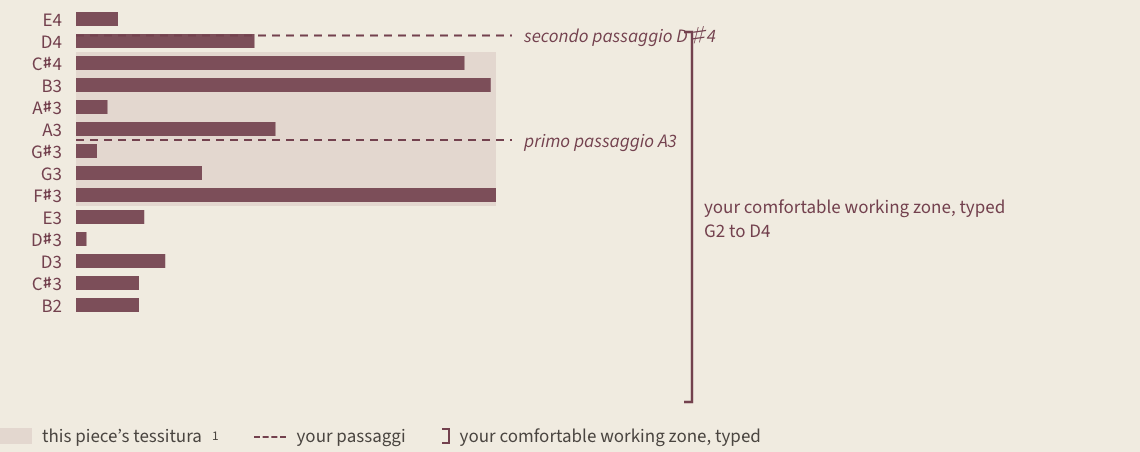 E4
D4
secondo passaggio D#4
C#4
B3
A#3
A3
primo passaggio A3
G#3
G3
F#3
your comfortable working zone, typed
G2 to D4
E3
D#3
D3
C#3
B2
this piece’s tessitura 1
your passaggi
your comfortable working zone, typed